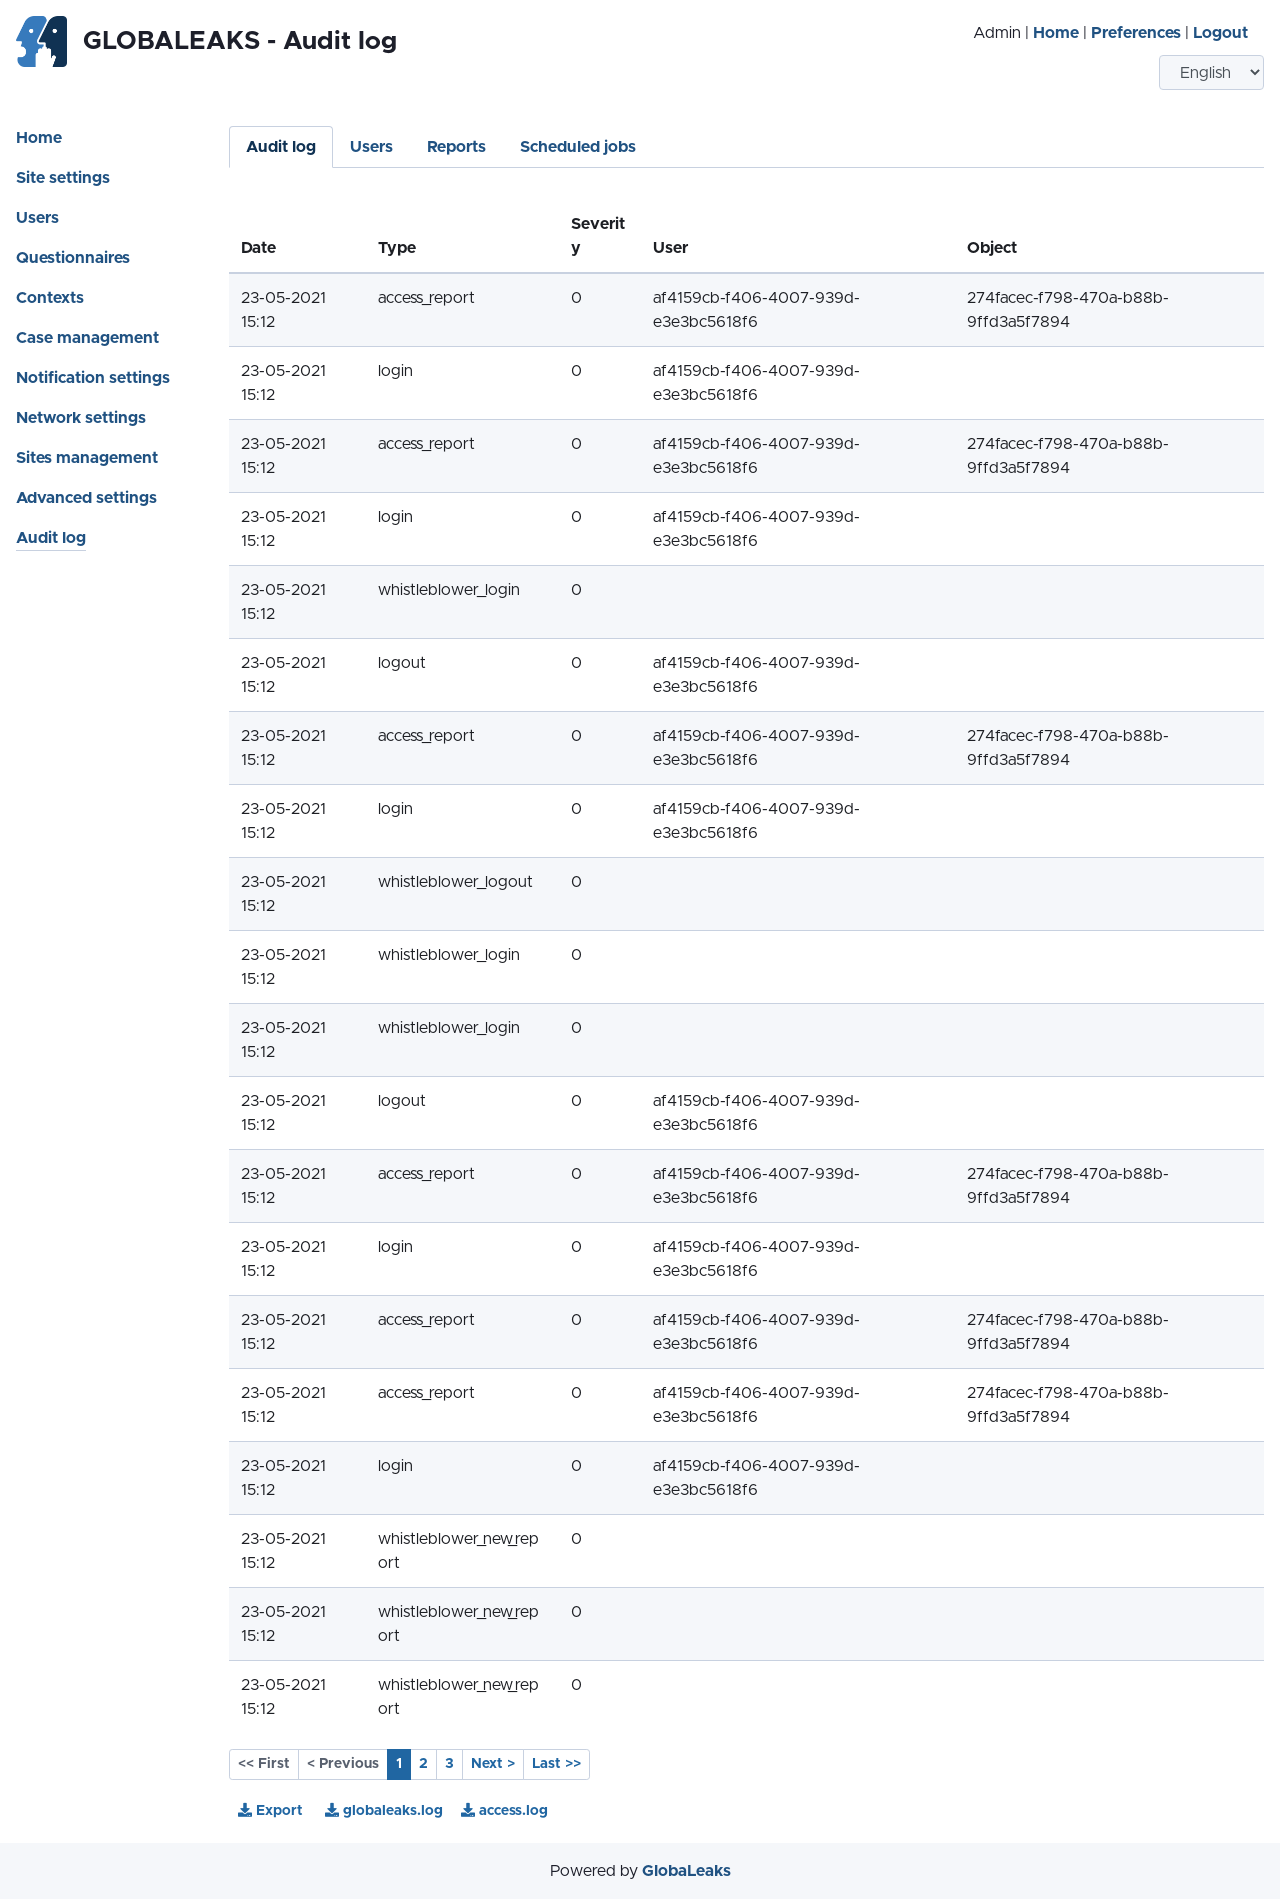 GLOBALEAKS - Audit log
Admin | Home | Preferences | Logout
English
Home
Site settings
Users
Questionnaires
Contexts
Case management
Notification settings
Network settings
Sites management
Advanced settings
Audit log
Audit log Users Reports Scheduled jobs
Severit
Date Type y User Object
23-05-2021 access_report 0 af4159cb-f406-4007-939d- 274facec-f798-470a-b88b-
15:12 e3e3bc5618f6 9ffd3a5f7894
23-05-2021 login 0 af4159cb-f406-4007-939d-
15:12 e3e3bc5618f6
23-05-2021 access_report 0 af4159cb-f406-4007-939d- 274facec-f798-470a-b88b-
15:12 e3e3bc5618f6 9ffd3a5f7894
23-05-2021 login 0 af4159cb-f406-4007-939d-
15:12 e3e3bc5618f6
23-05-2021 whistleblower_login 0
15:12
23-05-2021 logout 0 af4159cb-f406-4007-939d-
15:12 e3e3bc5618f6
23-05-2021 access_report 0 af4159cb-f406-4007-939d- 274facec-f798-470a-b88b-
15:12 e3e3bc5618f6 9ffd3a5f7894
23-05-2021 login 0 af4159cb-f406-4007-939d-
15:12 e3e3bc5618f6
23-05-2021 whistleblower_logout 0
15:12
23-05-2021 whistleblower_login 0
15:12
23-05-2021 whistleblower_login 0
15:12
23-05-2021 logout 0 af4159cb-f406-4007-939d-
15:12 e3e3bc5618f6
23-05-2021 access_report 0 af4159cb-f406-4007-939d- 274facec-f798-470a-b88b-
15:12 e3e3bc5618f6 9ffd3a5f7894
23-05-2021 login 0 af4159cb-f406-4007-939d-
15:12 e3e3bc5618f6
23-05-2021 access_report 0 af4159cb-f406-4007-939d- 274facec-f798-470a-b88b-
15:12 e3e3bc5618f6 9ffd3a5f7894
23-05-2021 access_report 0 af4159cb-f406-4007-939d- 274facec-f798-470a-b88b-
15:12 e3e3bc5618f6 9ffd3a5f7894
23-05-2021 login 0 af4159cb-f406-4007-939d-
15:12 e3e3bc5618f6
23-05-2021 whistleblower_new_rep 0
15:12 ort
23-05-2021 whistleblower_new_rep 0
15:12 ort
23-05-2021 whistleblower_new_rep 0
15:12 ort
<< First < Previous 1 2 3 Next > Last >>
Export globaleaks.log access.log
Powered by GlobaLeaks